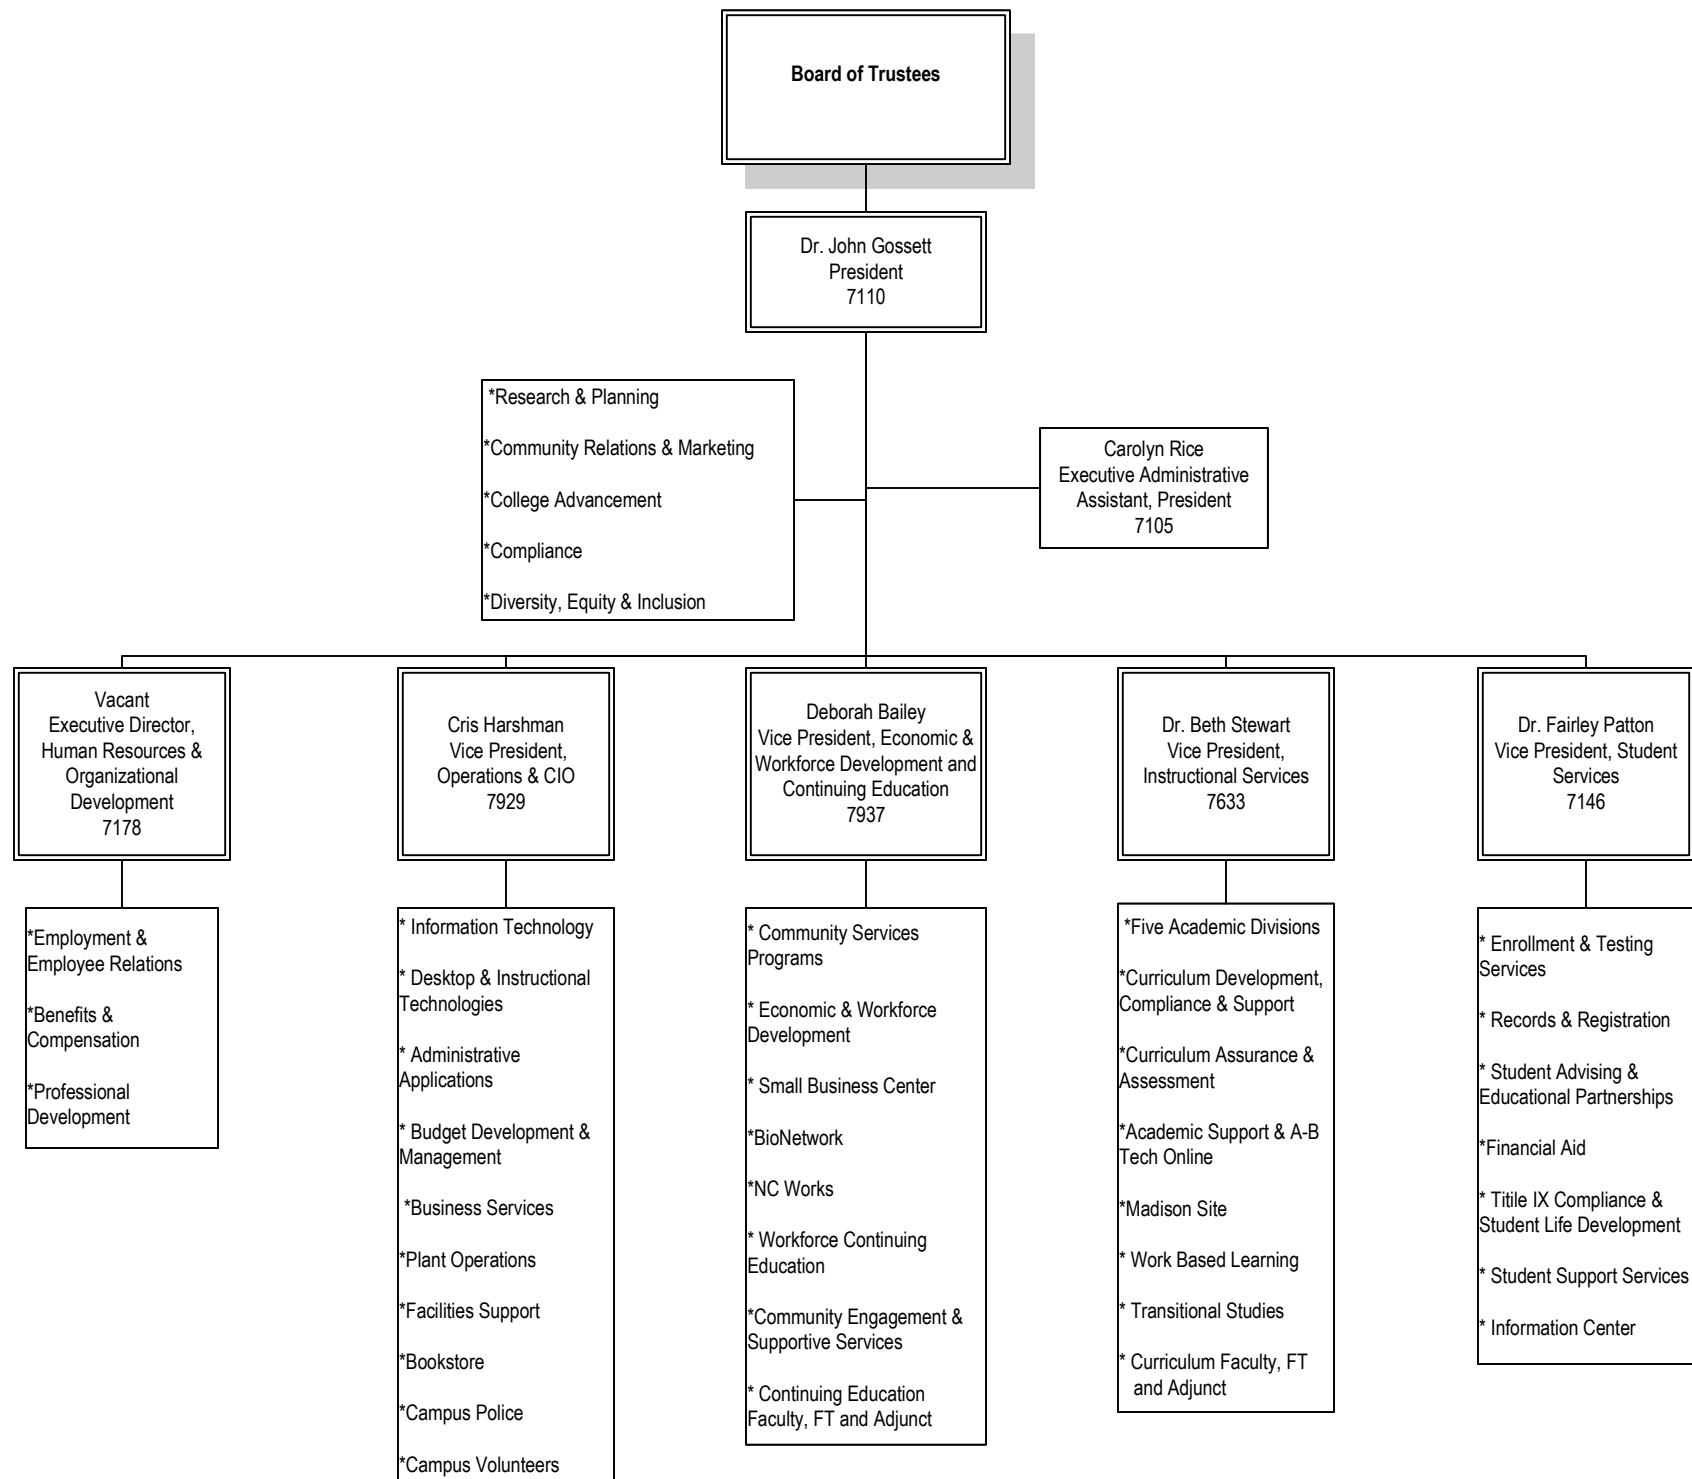 Board of Trustees
Dr. John Gossett
President
7110
*Research & Planning
*Community Relations & Marketing
*College Advancement
*Compliance
*Diversity, Equity & Inclusion
Carolyn Rice
Executive Administrative
Assistant, President
7105
Vacant
Executive Director,
Human Resources &
Organizational
Development
7178
Cris Harshman
Vice President,
Operations & CIO
7929
Deborah Bailey
Vice President, Economic &
Workforce Development and
Continuing Education
7937
Dr. Beth Stewart
Vice President,
Instructional Services
7633
Dr. Fairley Patton
Vice President, Student
Services
7146
*Employment &
Employee Relations
*Benefits &
Compensation
*Professional
Development
* Information Technology
* Desktop & Instructional
Technologies
* Administrative
Applications
* Budget Development &
Management
*Business Services
*Plant Operations
*Facilities Support
*Bookstore
*Campus Police
*Campus Volunteers
* Community Services
Programs
* Economic & Workforce
Development
* Small Business Center
*BioNetwork
*NC Works
* Workforce Continuing
Education
*Community Engagement &
Supportive Services
* Continuing Education
Faculty, FT and Adjunct
*Five Academic Divisions
*Curriculum Development,
Compliance & Support
*Curriculum Assurance &
Assessment
*Academic Support & A-B
Tech Online
*Madison Site
* Work Based Learning
* Transitional Studies
* Curriculum Faculty, FT
and Adjunct
* Enrollment & Testing
Services
* Records & Registration
* Student Advising &
Educational Partnerships
*Financial Aid
* Titile IX Compliance &
Student Life Development
* Student Support Services
* Information Center